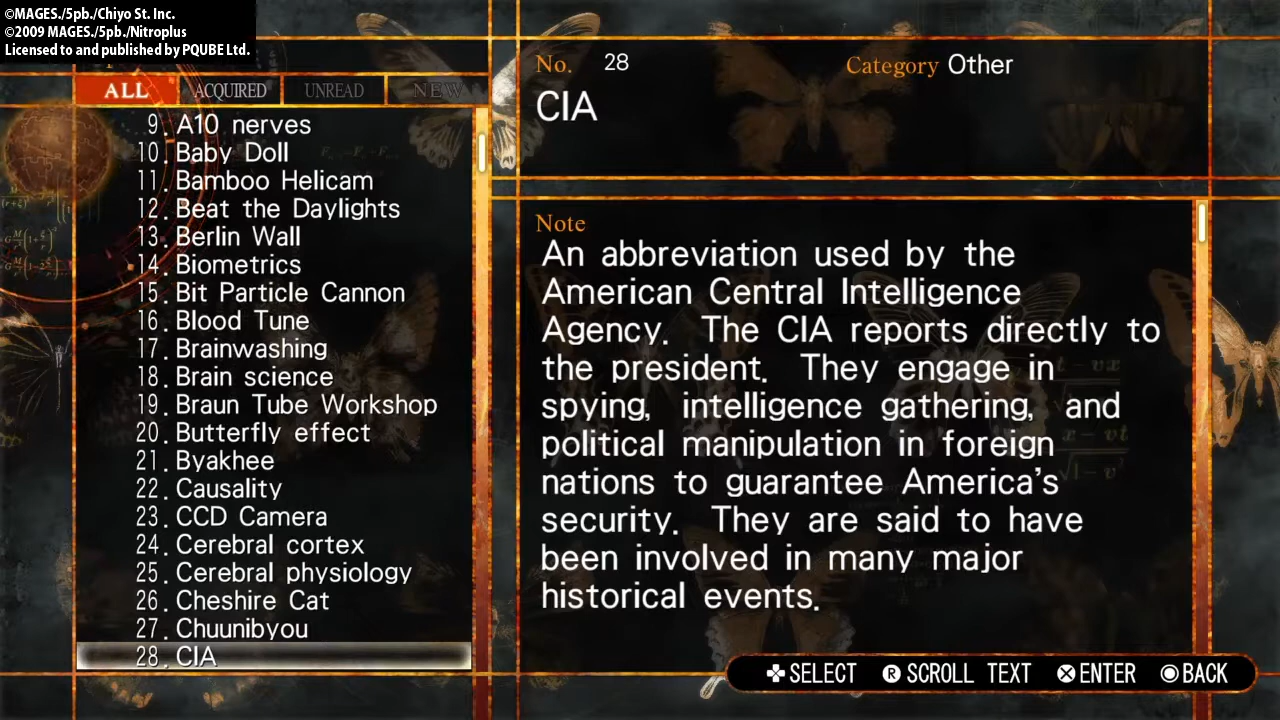 ©MAGES./5pb./Chiyo St. Inc.
©2009 MAGES./5pb./Nitroplus
Licensed to and published by PQUBE Ltd.
ALL
ACQUIRED
UNREAD
NEW
9. A10 nerves
10. Baby Doll
11. Bamboo Helicam
12. Beat the Daylights
13. Berlin Wall
14. Biometrics
15. Bit Particle Cannon
16. Blood Tune
17. Brainwashing
18. Brain science
19. Braun Tube Workshop
20. Butterfly effect
21. Byakhee
22. Causality
23. CCD Camera
24. Cerebral cortex
25. Cerebral physiology
26. Cheshire Cat
27. Chuunibyou
28. CIA
No. 28
Category Other
CIA
Note
An abbreviation used by the
American Central Intelligence
Agency. The CIA reports directly to
the president. They engage in
spying, intelligence gathering, and
political manipulation in foreign
nations to guarantee America's
security. They are said to have
been involved in many major
historical events.
SELECT
R SCROLL TEXT
ENTER
BACK